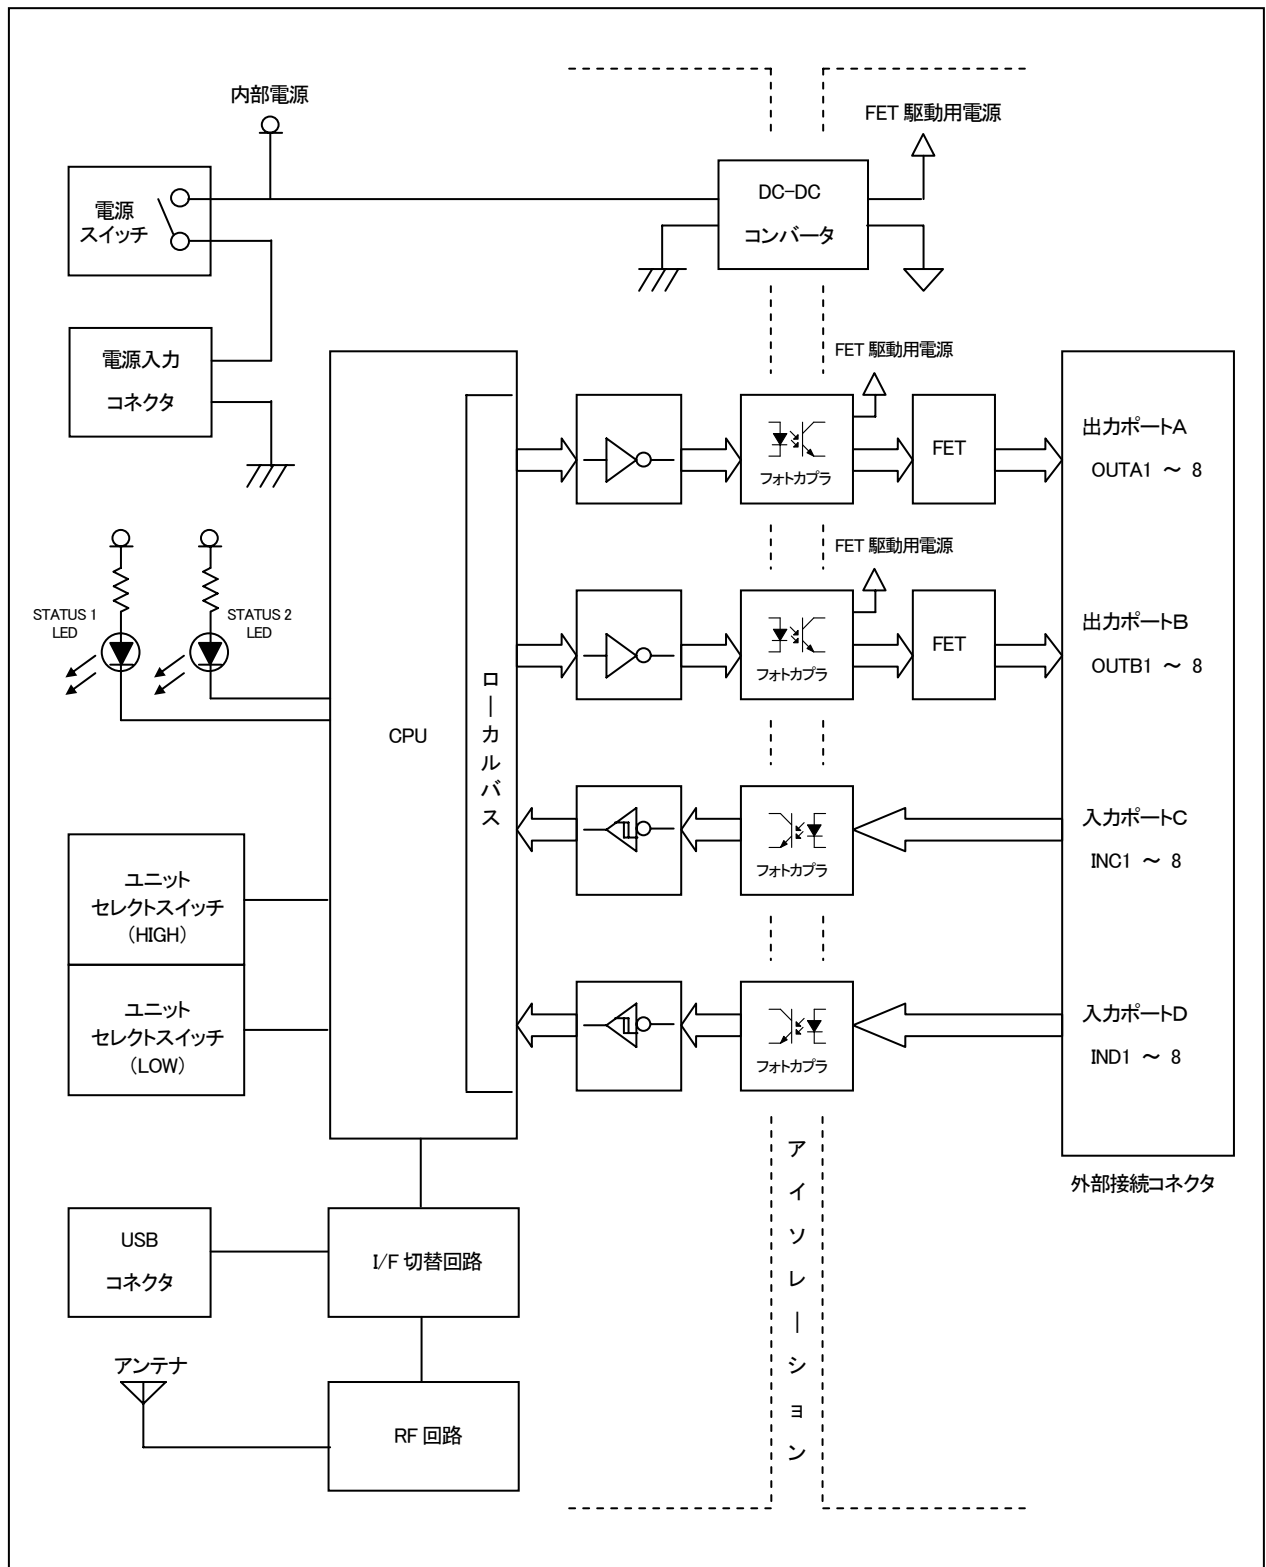 内部電源
FET 駆動用電源
電源
スイッチ
DC-DC
コンバータ
電源入力
コネクタ
FET 駆動用電源
フォトカプラ
FET
出力ポートA
OUTA1 ～ 8
STATUS 1
LED
STATUS 2
LED
FET 駆動用電源
フォトカプラ
FET
出力ポートB
OUTB1 ～ 8
CPU
ローカルバス
フォトカプラ
入力ポートC
INC1 ～ 8
ユニット
セレクトスイッチ
(HIGH)
ユニット
セレクトスイッチ
(LOW)
フォトカプラ
入力ポートD
IND1 ～ 8
外部接続コネクタ
アイソレーション
USB
コネクタ
I/F 切替回路
アンテナ
RF 回路